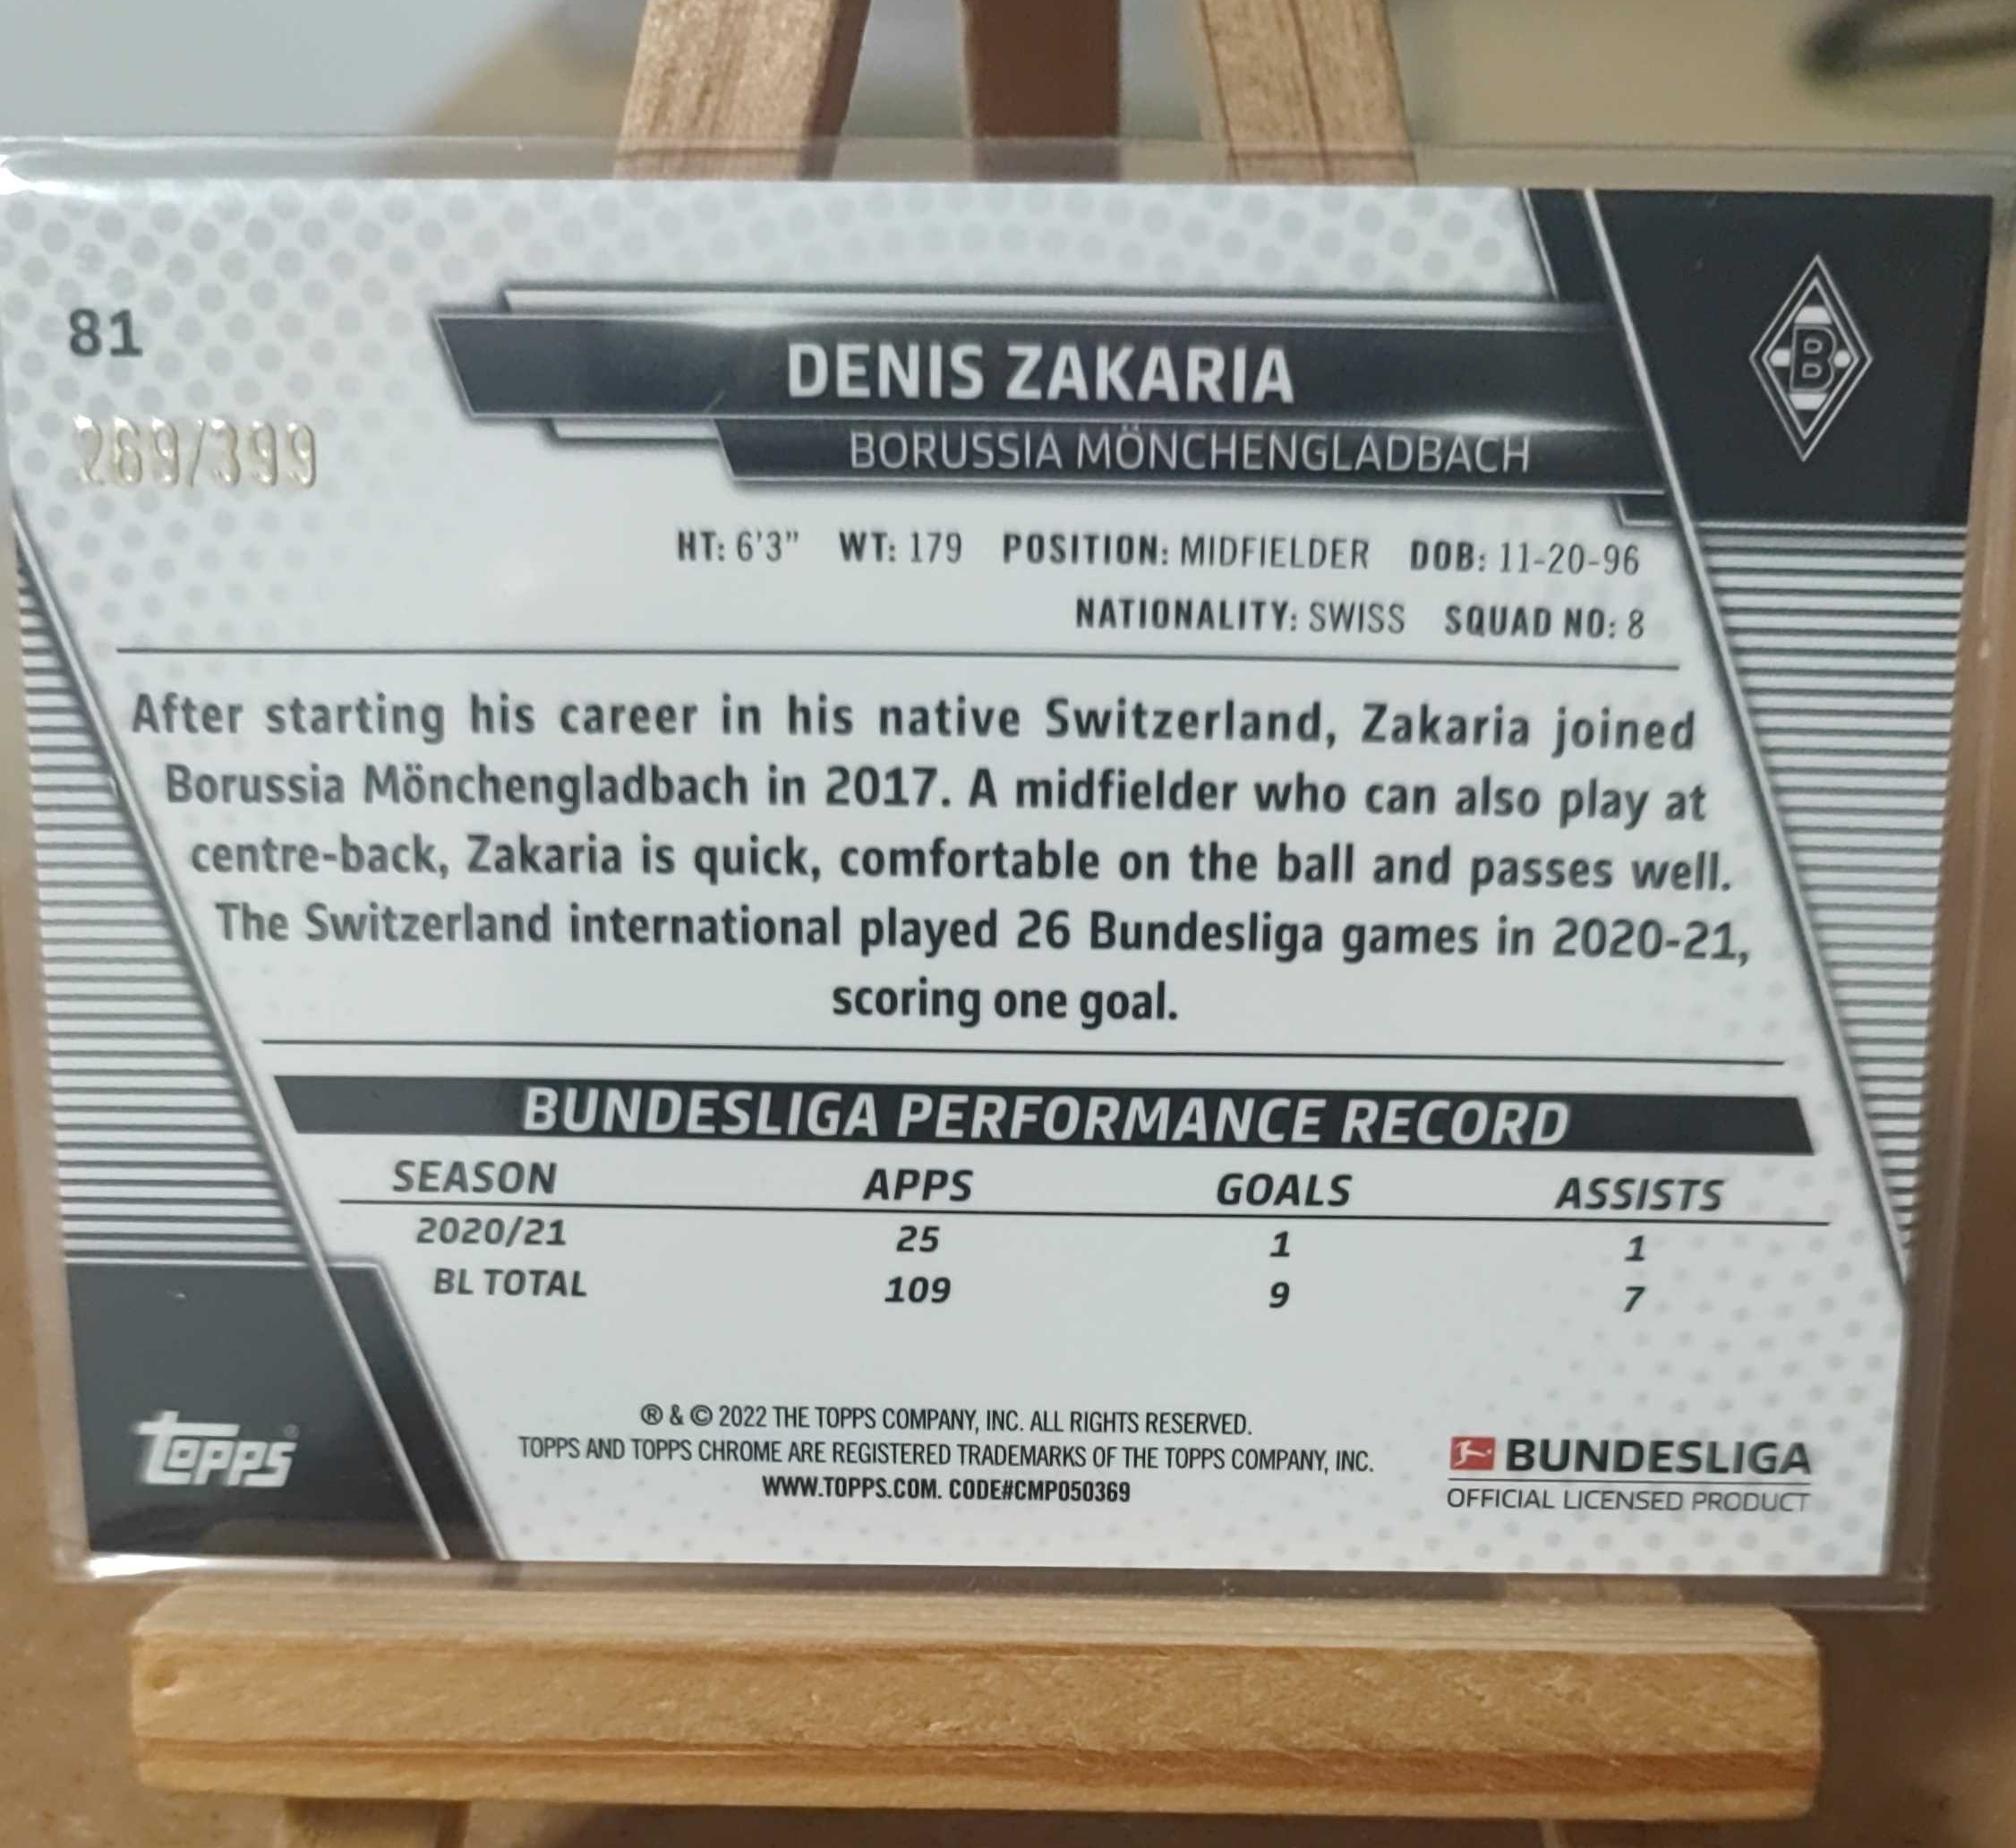 81
269/399
DENIS ZAKARIA
BORUSSIA MÖNCHENGLADBACH
B
HT: 6'3" WT: 179 POSITION: MIDFIELDER DOB: 11-20-96
NATIONALITY: SWISS SQUAD NO: 8
After starting his career in his native Switzerland, Zakaria joined
Borussia Mönchengladbach in 2017. A midfielder who can also play at
centre-back, Zakaria is quick, comfortable on the ball and passes well.
The Switzerland international played 26 Bundesliga games in 2020-21,
scoring one goal.
BUNDESLIGA PERFORMANCE RECORD
SEASON APPS GOALS ASSISTS
2020/21 25 1 1
BL TOTAL 109 9 7
topps®
® & © 2022 THE TOPPS COMPANY, INC. ALL RIGHTS RESERVED.
TOPPS AND TOPPS CHROME ARE REGISTERED TRADEMARKS OF THE TOPPS COMPANY, INC.
WWW.TOPPS.COM. CODE#CMP050369
BUNDESLIGA
OFFICIAL LICENSED PRODUCT